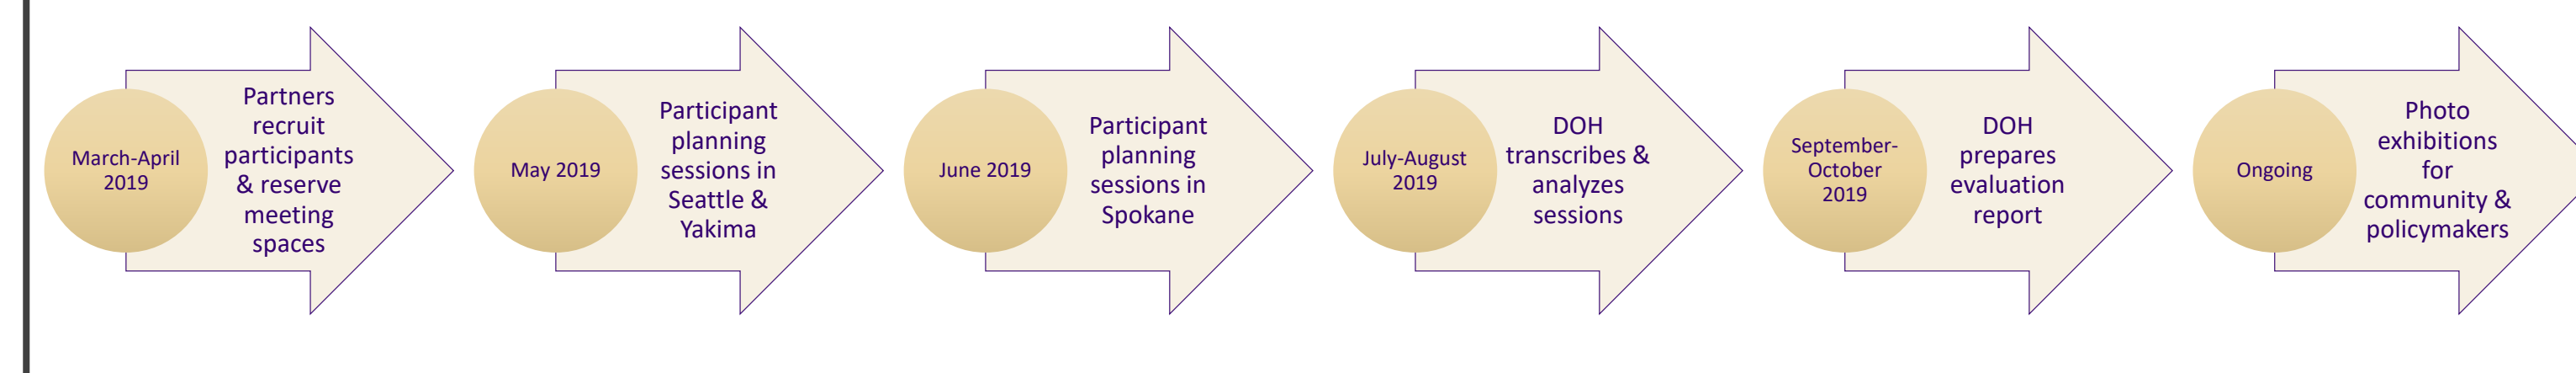 March-April
2019
Partners
recruit
participants
& reserve
meeting
spaces
May 2019
Participant
planning
sessions in
Seattle &
Yakima
June 2019
Participant
planning
sessions in
Spokane
July-August
2019
DOH
transcribes &
analyzes
sessions
September-
October
2019
DOH
prepares
evaluation
report
Ongoing
Photo
exhibitions
for
community &
policymakers